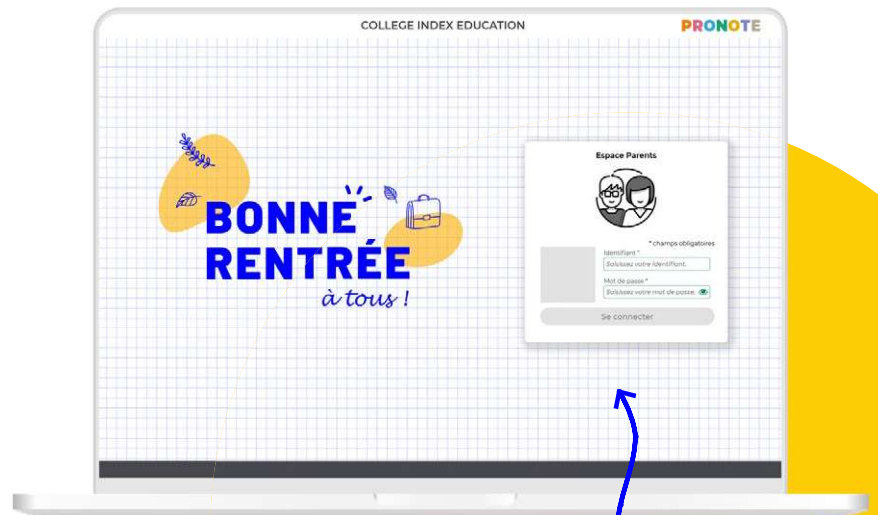 COLLEGE INDEX EDUCATION
PRONOTE
BONNE
RENTRÉE
à tous !
Espace Parents
* champs obligatoires
Identifiant *
Saisissez votre identifiant.
Mot de passe *
Saisissez votre mot de passe.
Se connecter